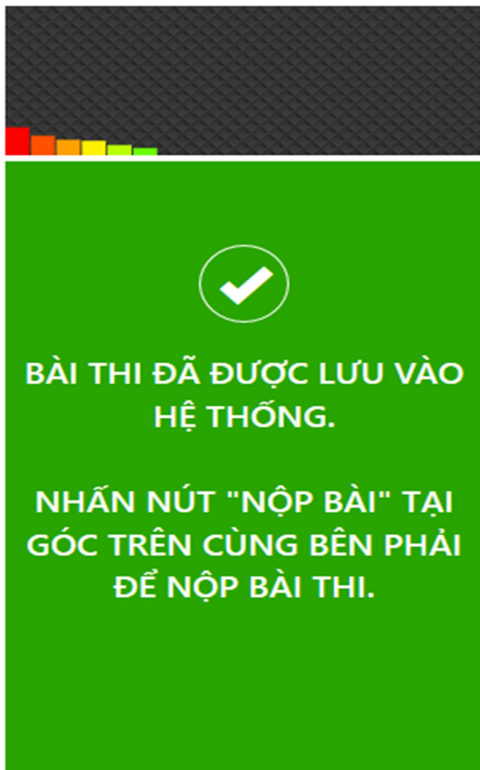 BÀI THI ĐÃ ĐƯỢC LƯU VÀO
HỆ THỐNG.
NHẤN NÚT "NỘP BÀI" TẠI
GÓC TRÊN CÙNG BÊN PHẢI
ĐỂ NỘP BÀI THI.